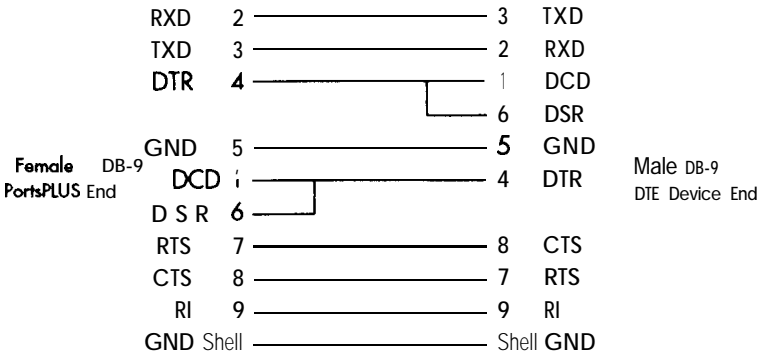 RXD 2 3 TXD
TXD 3 2 RXD
DTR 4 1 DCD
6 DSR
GND 5 5 GND
Female DB-9
PortsPLUS End
DCD i 4 DTR
Male DB-9
DTE Device End
D S R 6
RTS 7 8 CTS
CTS 8 7 RTS
RI 9 9 RI
GND Shell Shell GND